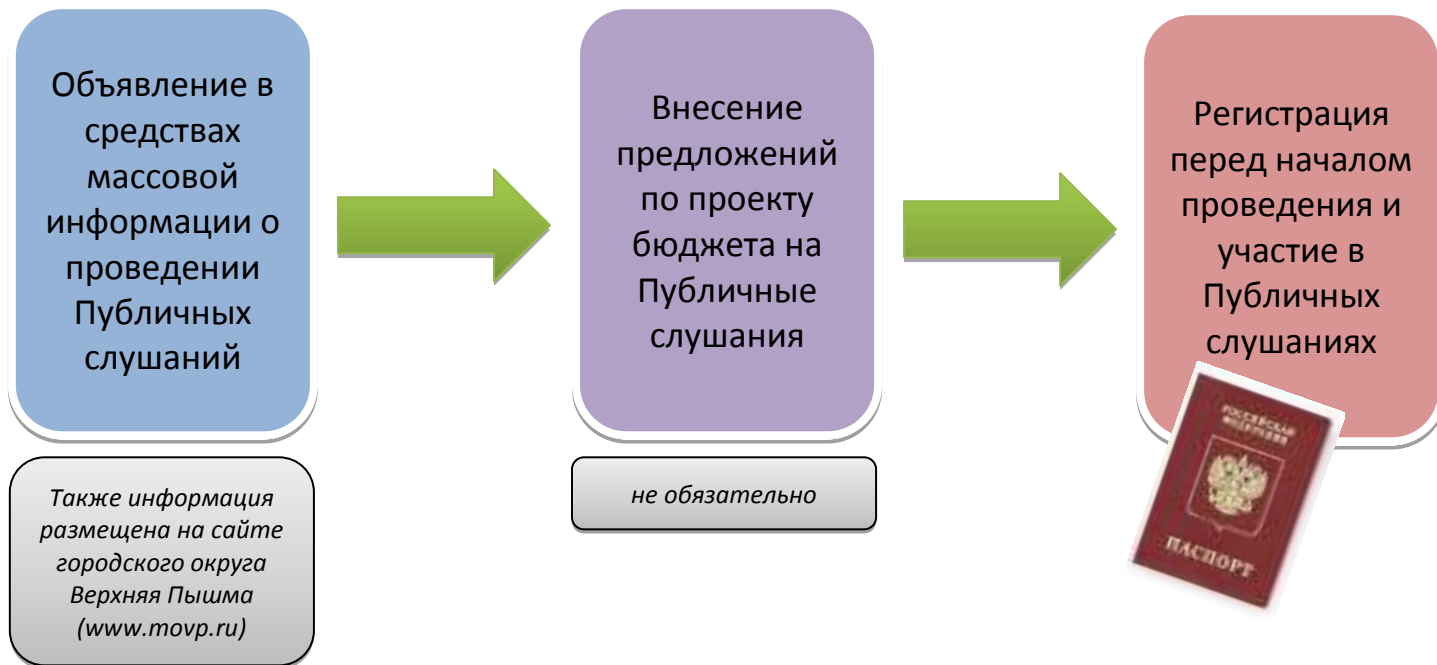 Объявление в
средствах
массовой
информации о
проведении
Публичных
слушаний
Также информация
размещена на сайте
городского округа
Верхняя Пышма
(www.movp.ru)
Внесение
предложений
по проекту
бюджета на
Публичные
слушания
не обязательно
Регистрация
перед началом
проведения и
участие в
Публичных
слушаниях
РОССИЙСКАЯ
ФЕДЕРАЦИЯ
ПАСПОРТ